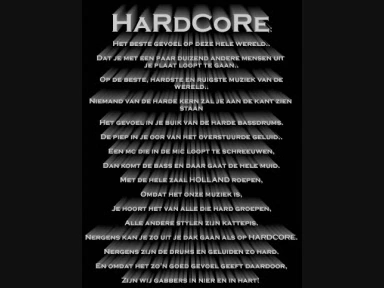 HaRDCoRe:
Het beste gevoel op deze hele wereld..
Dat je met een paar duizend andere mensen uit
je plaat loopt te gaan..
Op de beste, hardste en ruigste muziek van de
wereld..
Niemand van de harde kern zal je aan de kant zien
staan
Het gevoel in je buik van de harde bassdrums.
De piep in je oor van het overstuurde geluid..
Een mc die in de mic loopt te schreeuwen,
Dan komt de bass en daar gaat de hele muid.
Met de hele zaal HOLLAND roepen,
Omdat het onze muziek is,
Je hoort het van alle die hard groepen,
Alle andere stylen zijn kattepis.
Nergens kan je zo uit je dak gaan als op HARDCORE.
Nergens zijn de drums en geluiden zo hard.
En omdat het zo'n goed gevoel geeft daardoor,
Zijn wij gabbers in nier en in hart!